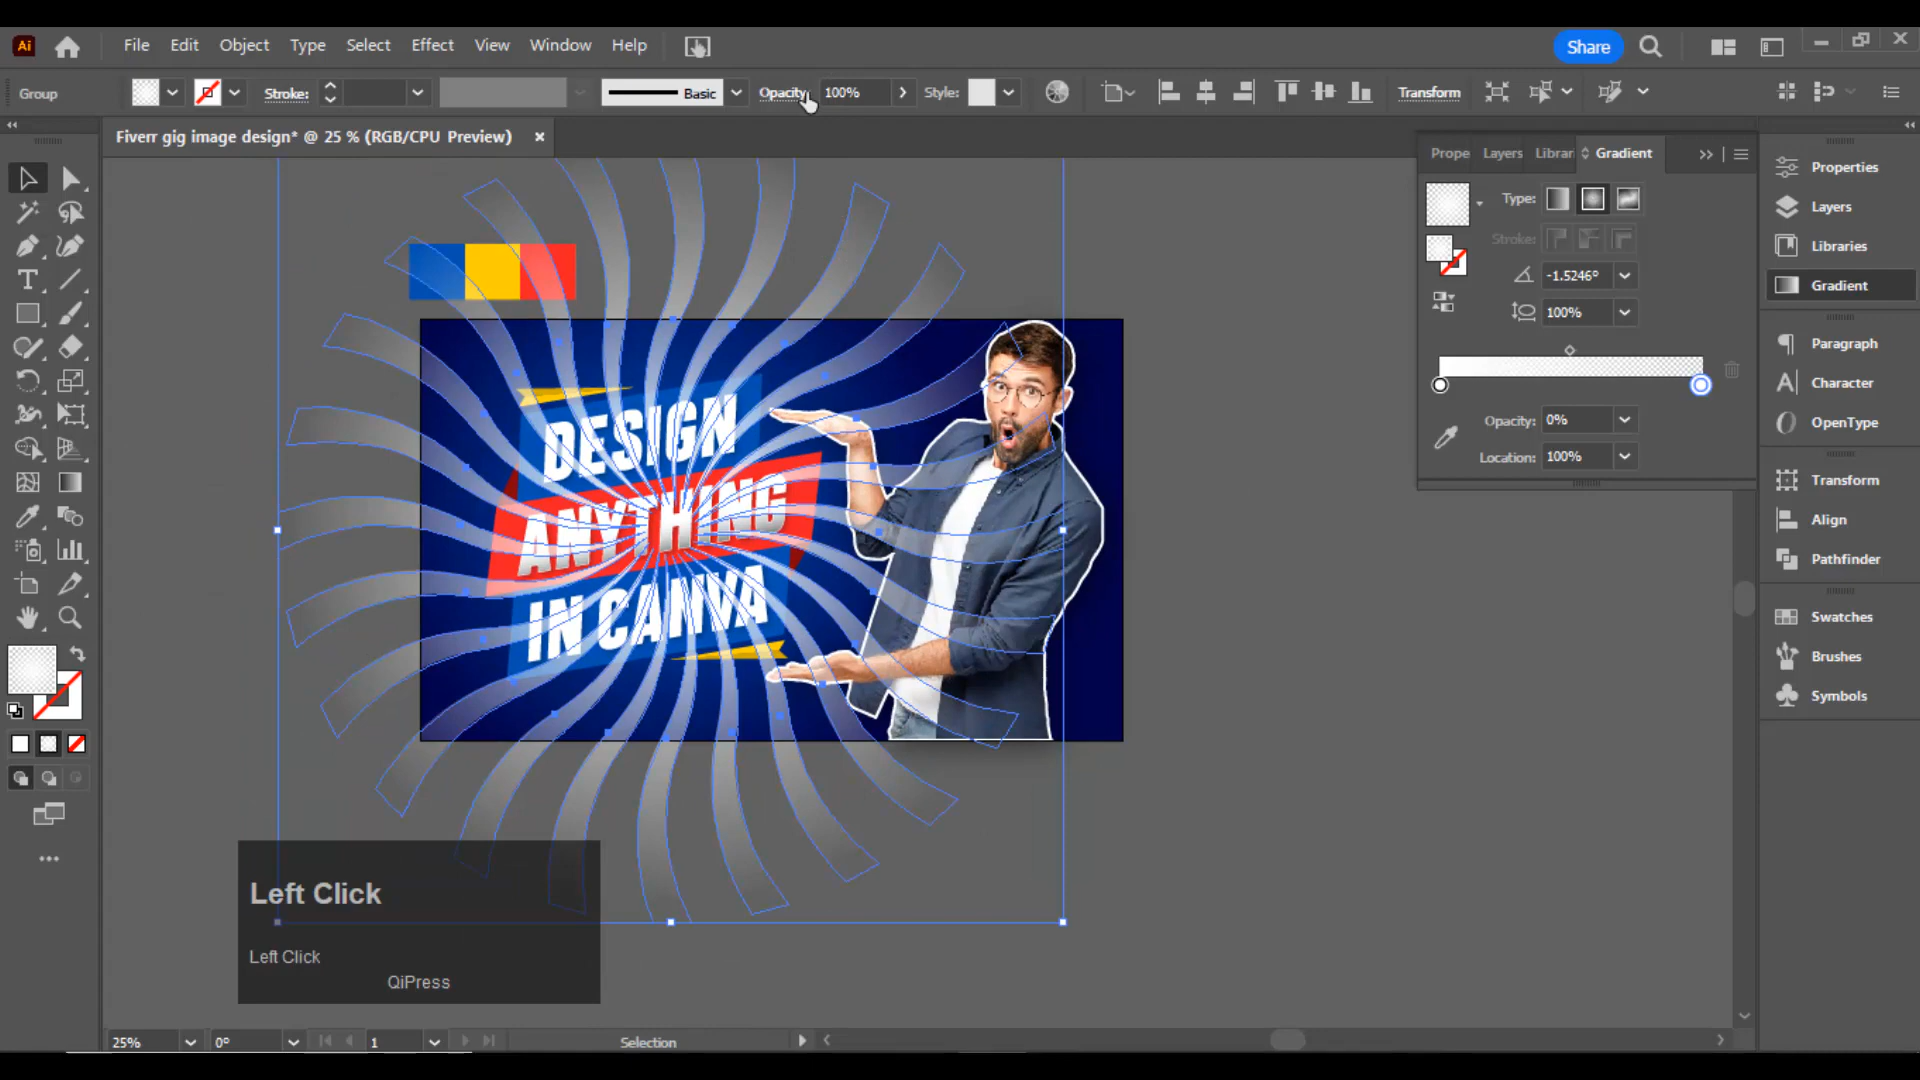 Ai File Edit Object Type Select Effect View Window Help Share
Group Stroke: Basic Opacity: 100% Style: Transform
Fiverr gig image design* @ 25 % (RGB/CPU Preview) ×
Prope Layers Librar Gradient
Type:
Stroke:
-1.5246°
100%
Opacity: 0%
Location: 100%
Properties
Layers
Libraries
Gradient
Paragraph
Character
OpenType
Transform
Align
Pathfinder
Swatches
Brushes
Symbols
DESIGN
ANYTHING
IN CANVA
Left Click
Left Click
QiPress
25% 0° 1 Selection